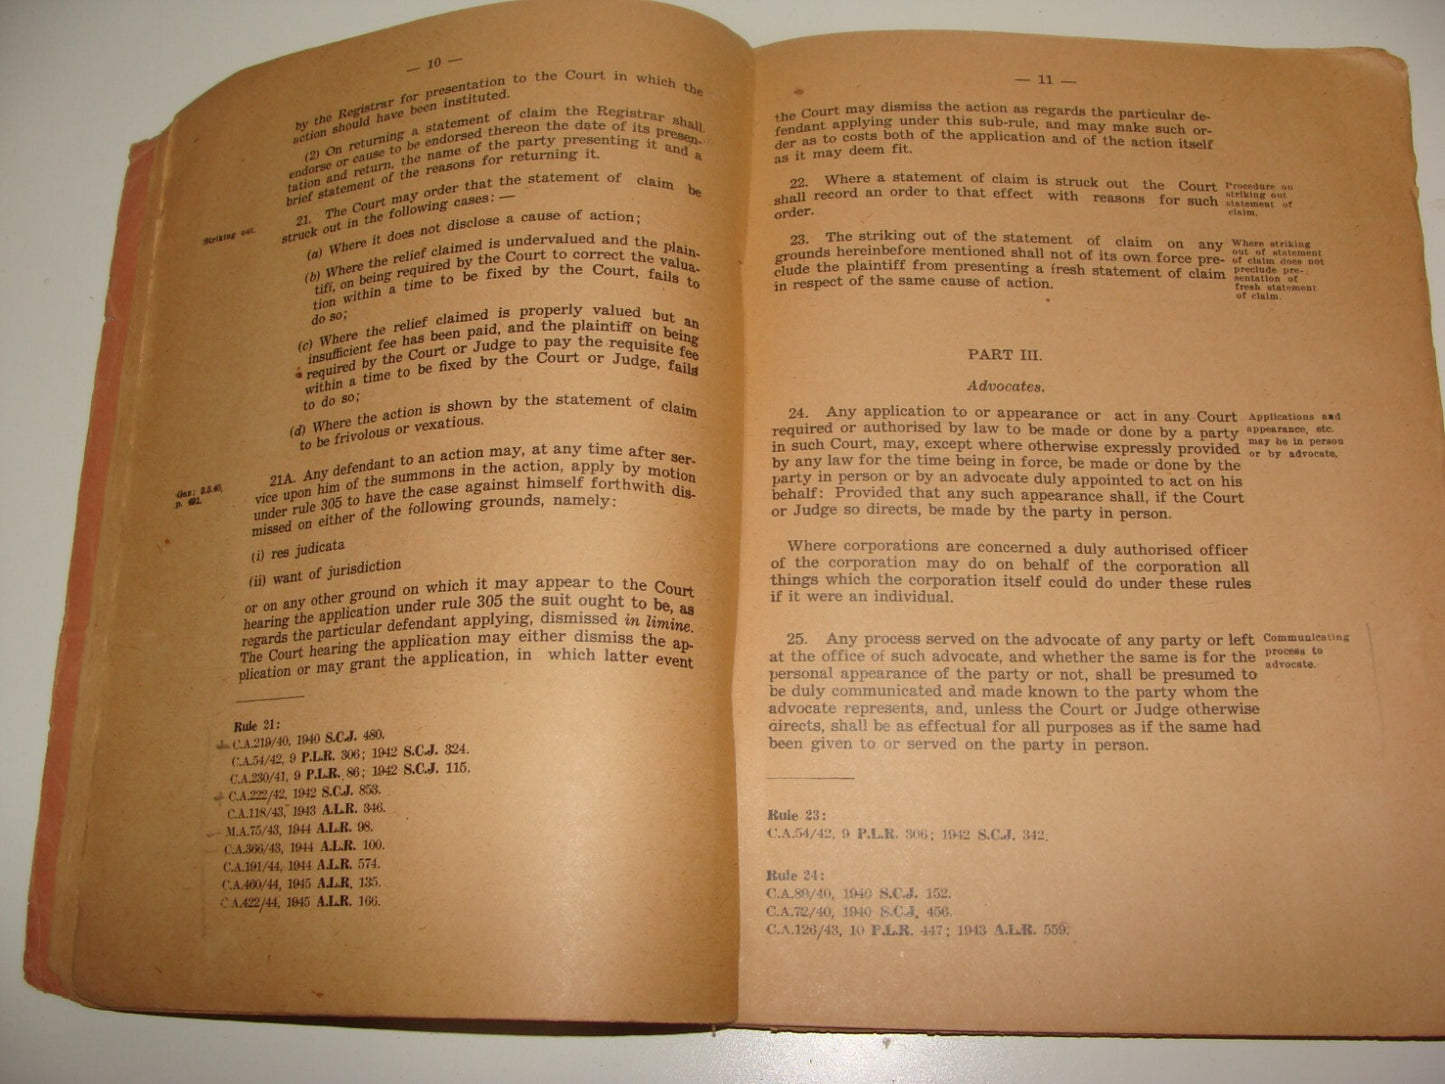 — 10 —
by the Registrar for presentation to the Court in which the
action should have been instituted.
(2) On returning a statement of claim the Registrar shall
endorse or cause to be endorsed thereon the date of its presen-
tation and return, the name of the party presenting it and a
brief statement of the reasons for returning it.
Striking out.
21. The Court may order that the statement of claim be
struck out in the following cases: —
(a) Where it does not disclose a cause of action;
(b) Where the relief claimed is undervalued and the plain-
tiff, on being required by the Court to correct the valua-
tion within a time to be fixed by the Court, fails to
do so;
(c) Where the relief claimed is properly valued but an
insufficient fee has been paid, and the plaintiff on being
required by the Court or Judge to pay the requisite fee
within a time to be fixed by the Court or Judge, fails
to do so;
(d) Where the action is shown by the statement of claim
to be frivolous or vexatious.
Gaz:
p.
21A. Any defendant to an action may, at any time after ser-
vice upon him of the summons in the action, apply by motion
under rule 305 to have the case against himself forthwith dis-
missed on either of the following grounds, namely:
(i) res judicata
(ii) want of jurisdiction
or on any other ground on which it may appear to the Court
hearing the application under rule 305 the suit ought to be, as
regards the particular defendant applying, dismissed in limine.
The Court hearing the application may either dismiss the ap-
plication or may grant the application, in which latter event
Rule 21:
C.A.219/40, 1940 S.C.J. 480.
C.A.54/42, 9 P.L.R. 306; 1942 S.C.J. 324.
C.A.230/41, 9 P.L.R. 86; 1942 S.C.J. 115.
C.A.222/42, 1942 S.C.J. 853.
C.A.118/43, 1943 A.L.R. 346.
M.A.75/43, 1944 A.L.R. 98.
C.A.366/43, 1944 A.L.R. 100.
C.A.191/44, 1944 A.L.R. 574.
C.A.460/44, 1945 A.L.R. 135.
C.A.422/44, 1945 A.L.R. 166.
— 11 —
the Court may dismiss the action as regards the particular de-
fendant applying under this sub-rule, and may make such or-
der as to costs both of the application and of the action itself
as it may deem fit.
22. Where a statement of claim is struck out the Court
shall record an order to that effect with reasons for such
order.
Procedure on
striking out
statement of
claim.
23. The striking out of the statement of claim on any
grounds hereinbefore mentioned shall not of its own force pre-
clude the plaintiff from presenting a fresh statement of claim
in respect of the same cause of action.
Where striking
out of statement
of claim does not
preclude pre-
sentation of
fresh statement
of claim.
PART III.
Advocates.
24. Any application to or appearance or act in any Court
required or authorised by law to be made or done by a party
in such Court, may, except where otherwise expressly provided
by any law for the time being in force, be made or done by the
party in person or by an advocate duly appointed to act on his
behalf: Provided that any such appearance shall, if the Court
or Judge so directs, be made by the party in person.
Applications and
appearance, etc.
may be in person
or by advocate.
Where corporations are concerned a duly authorised officer
of the corporation may do on behalf of the corporation all
things which the corporation itself could do under these rules
if it were an individual.
25. Any process served on the advocate of any party or left
at the office of such advocate, and whether the same is for the
personal appearance of the party or not, shall be presumed to
be duly communicated and made known to the party whom the
advocate represents, and, unless the Court or Judge otherwise
directs, shall be as effectual for all purposes as if the same had
been given to or served on the party in person.
Communicating
process to
advocate.
Rule 23:
C.A.54/42, 9 P.L.R. 306; 1942 S.C.J. 342.
Rule 24:
C.A.89/40, 1940 S.C.J. 152.
C.A.72/40, 1940 S.C.J. 456.
C.A.126/43, 10 P.L.R. 447; 1943 A.L.R. 559.